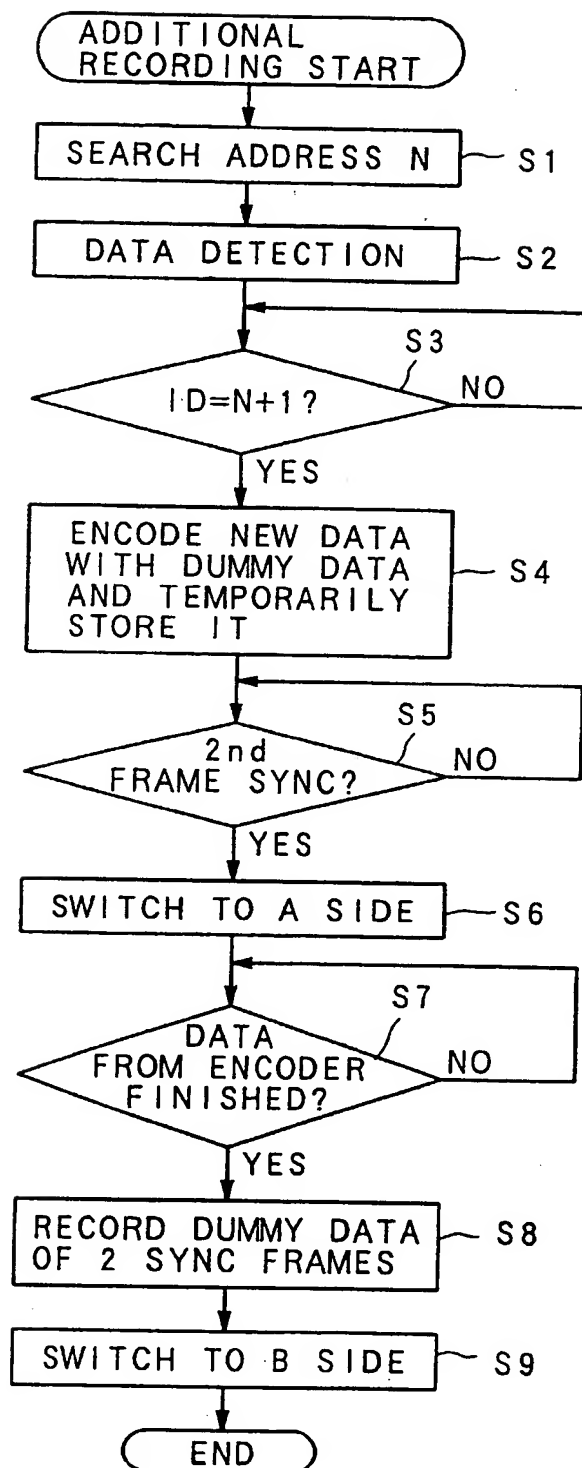 ADDITIONAL
RECORDING START
SEARCH ADDRESS N
S1
DATA DETECTION
S2
S3
ID=N+1?
NO
YES
ENCODE NEW DATA
WITH DUMMY DATA
AND TEMPORARILY
STORE IT
S4
S5
2nd
FRAME SYNC?
NO
YES
SWITCH TO A SIDE
S6
S7
DATA
FROM ENCODER
FINISHED?
NO
YES
RECORD DUMMY DATA
OF 2 SYNC FRAMES
S8
SWITCH TO B SIDE
S9
END